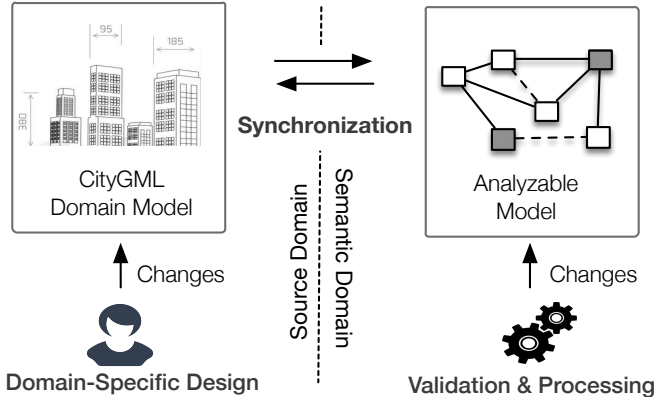 95
185
380
Synchronization
CityGML
Domain Model
Analyzable
Model
Source Domain
Semantic Domain
Changes
Changes
Domain-Specific Design
Validation & Processing